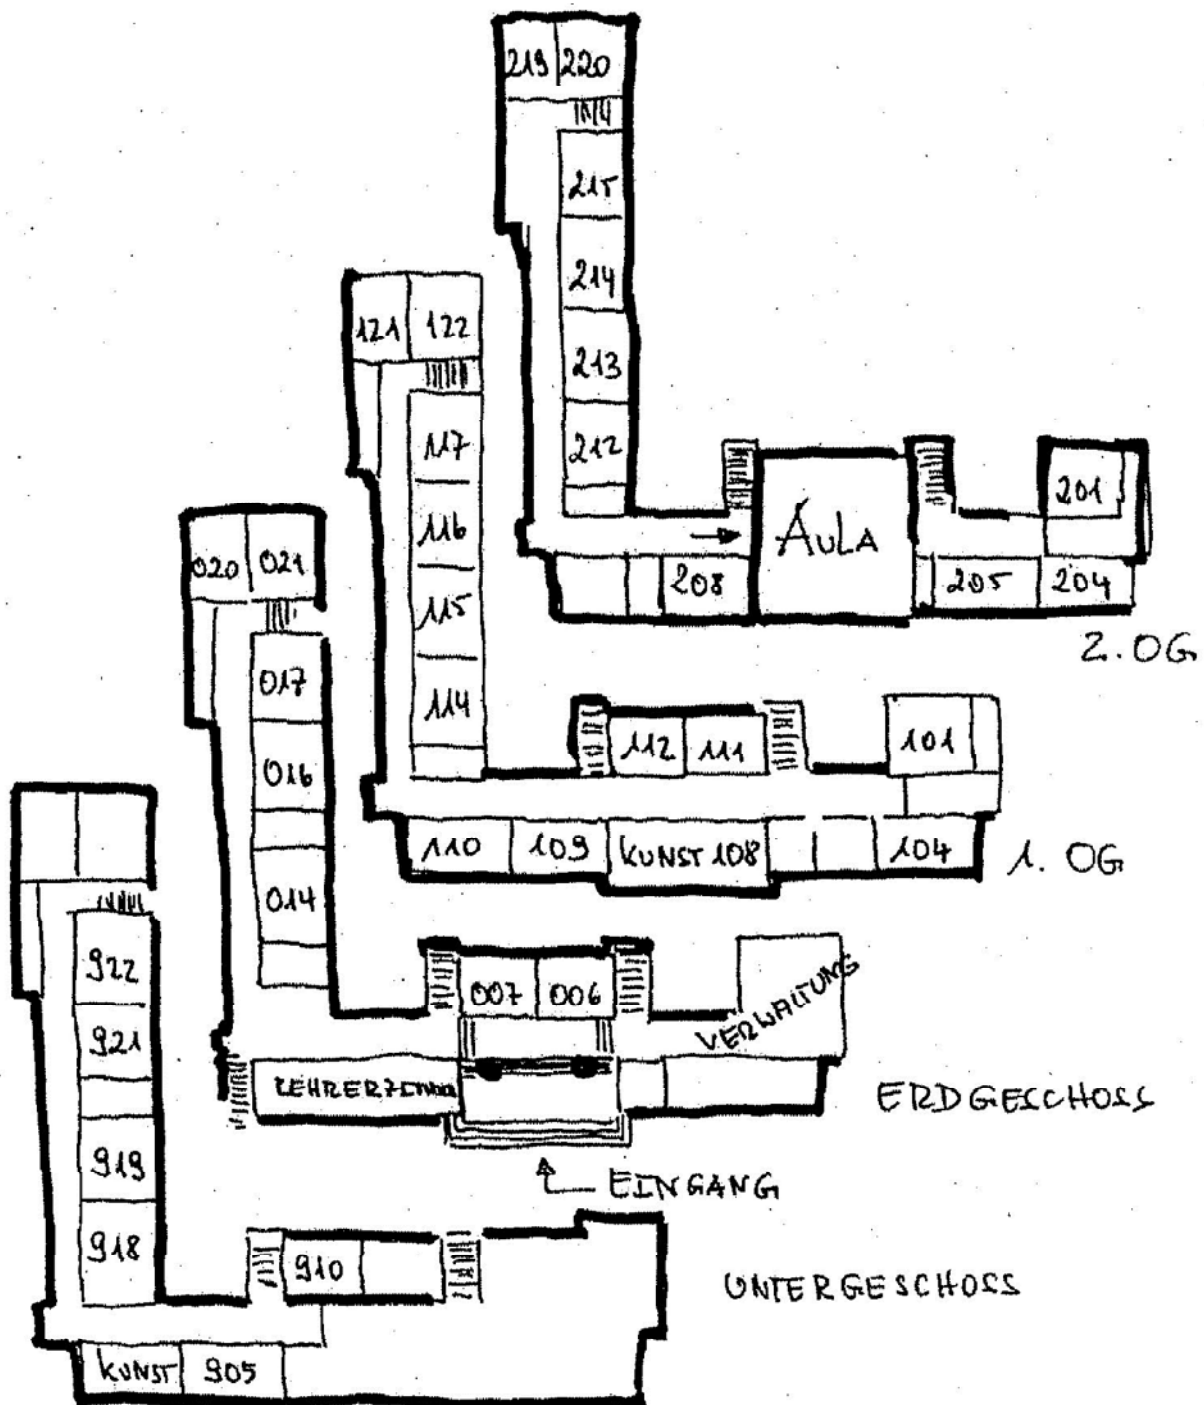 219 220
215
214
213
212
201
AULA
208
205 204
2. OG
121 122
117
116
115
114
112 111
101
110 109 KUNST 108
104
1. OG
020 021
017
016
014
007 006
VERWALTUNG
LEHRERZIMMER
ERDGESCHOSS
EINGANG
922
921
919
918
910
UNTERGESCHOSS
KUNST 905